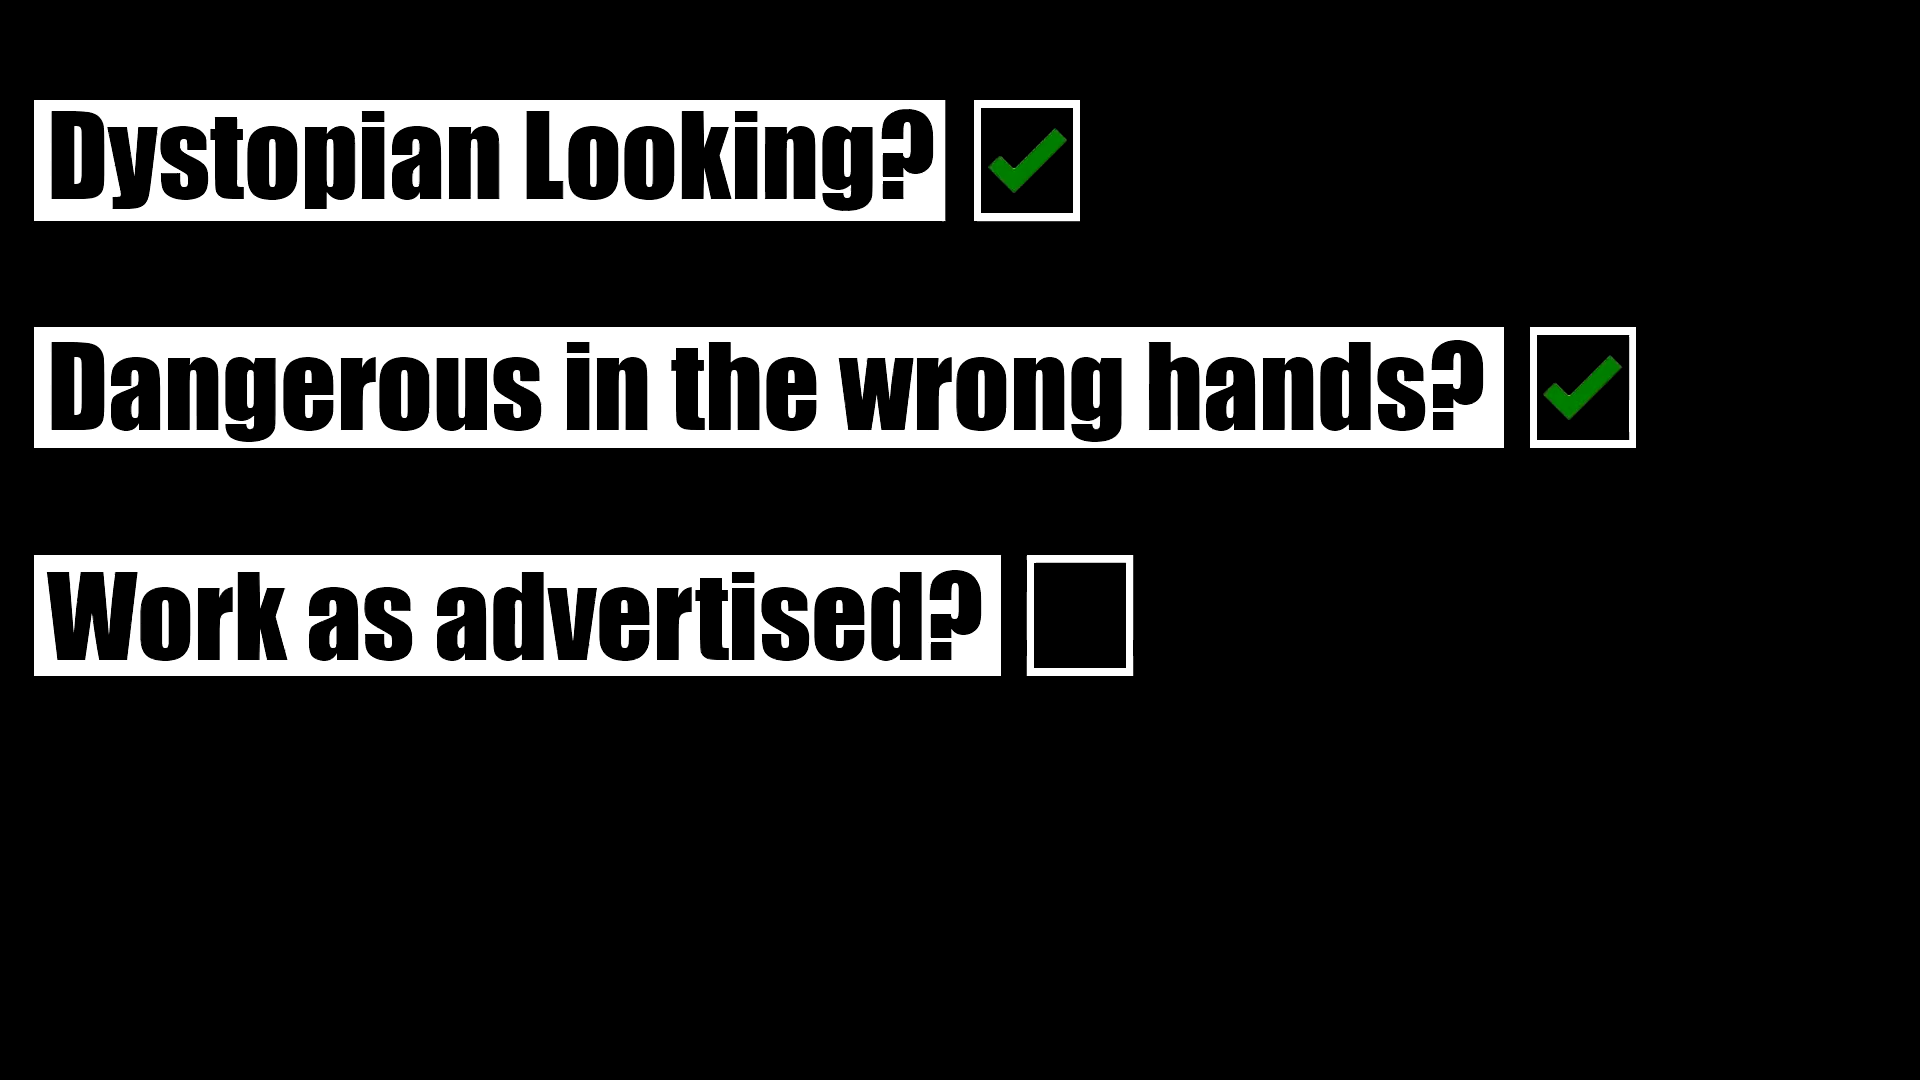 Dystopian Looking?
Dangerous in the wrong hands?
Work as advertised?